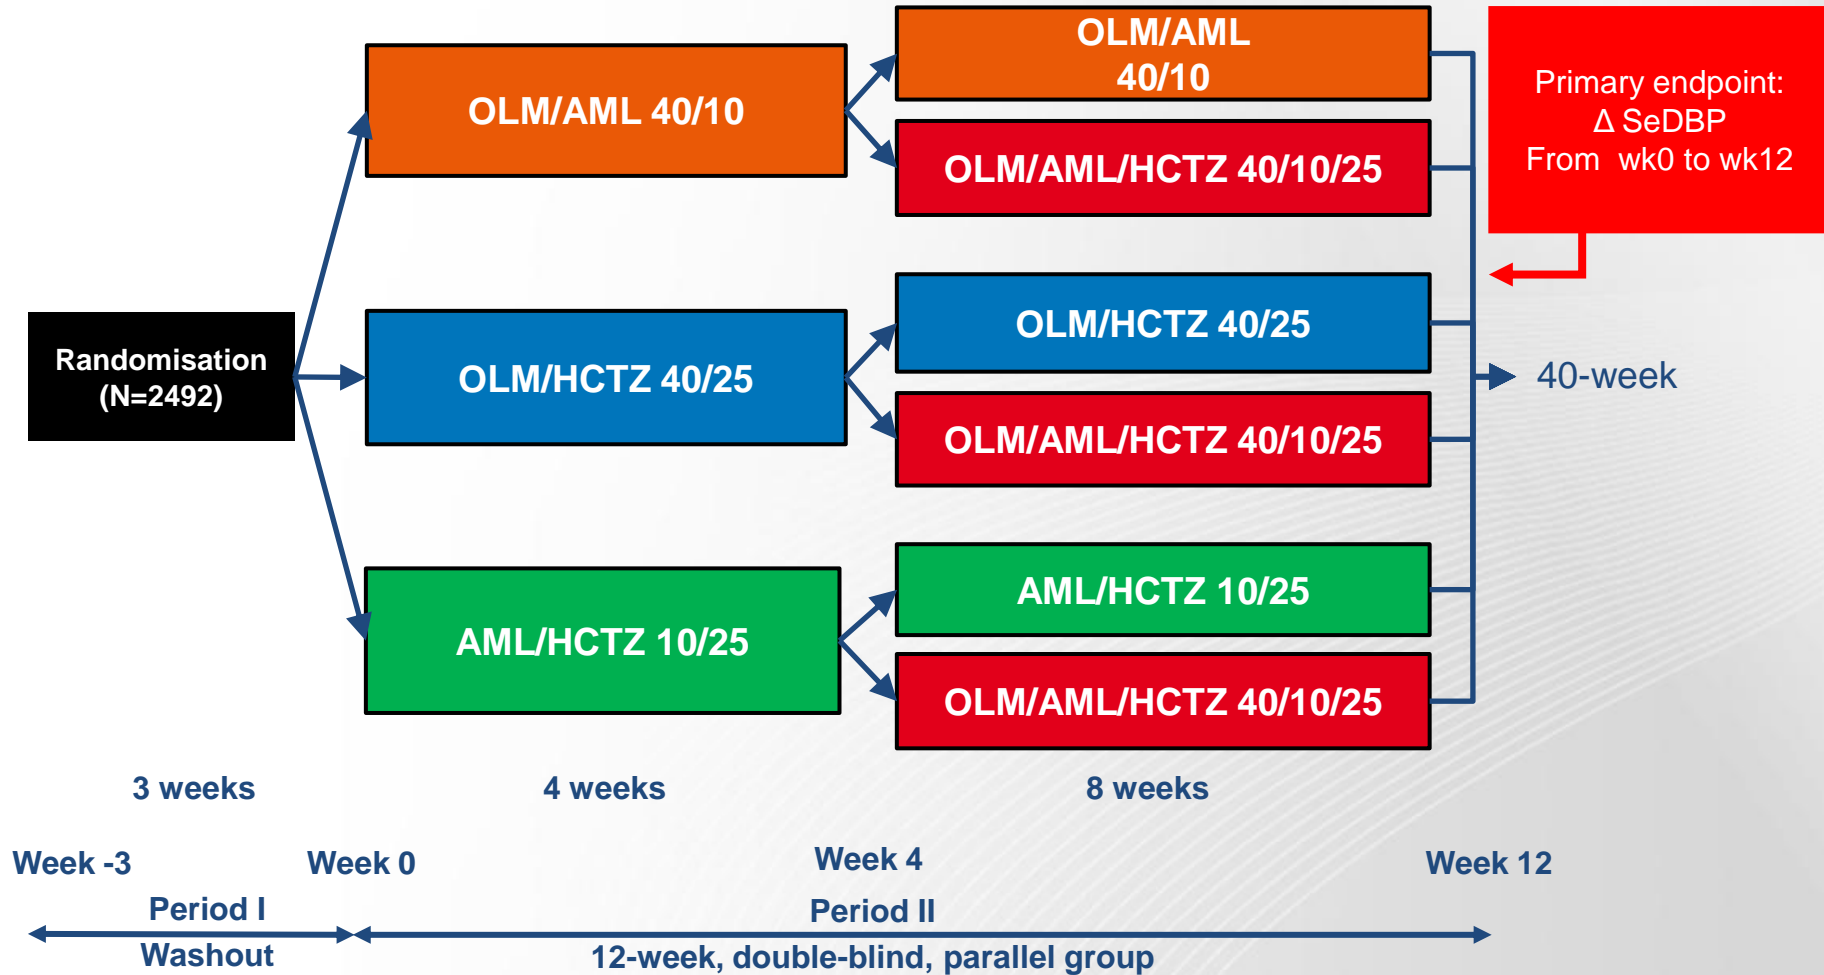 Randomisation
(N=2492)
OLM/AML 40/10
OLM/HCTZ 40/25
AML/HCTZ 10/25
OLM/AML
40/10
OLM/AML/HCTZ 40/10/25
OLM/HCTZ 40/25
OLM/AML/HCTZ 40/10/25
AML/HCTZ 10/25
OLM/AML/HCTZ 40/10/25
Primary endpoint:
Δ SeDBP
From wk0 to wk12
40-week
3 weeks
4 weeks
8 weeks
Week -3
Week 0
Week 4
Week 12
Period I
Period II
Washout
12-week, double-blind, parallel group